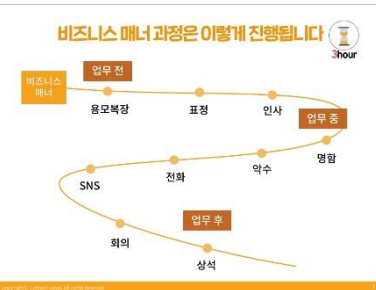 비즈니스 매너 과정은 이렇게 진행됩니다
3hour
비즈니스
매너
업무 전
용모복장
표정
인사
업무 중
명함
악수
전화
SNS
회의
업무 후
상석